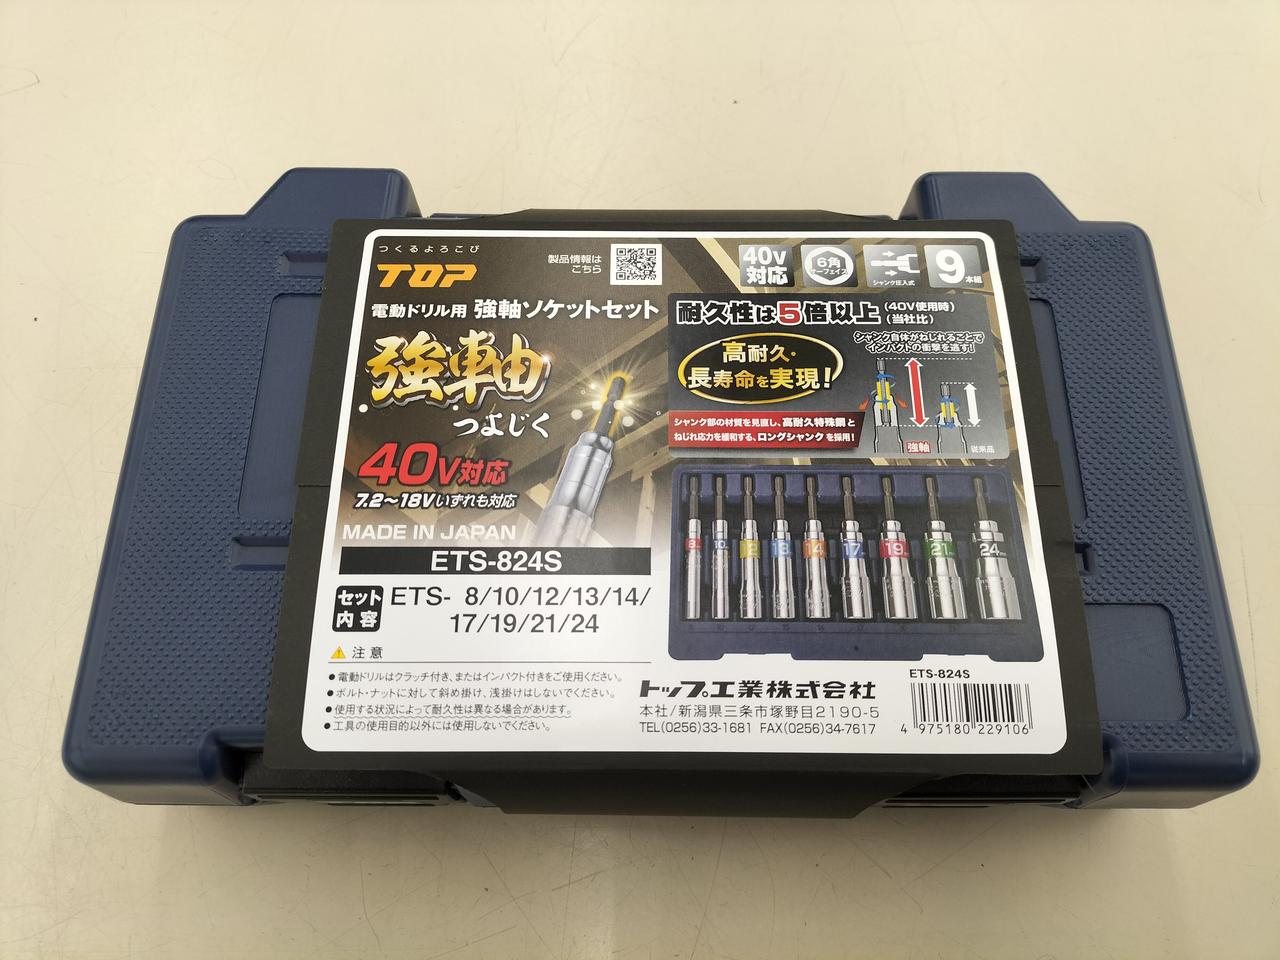 つくるよろこび
TOP
製品情報は
こちら
電動ドリル用 強軸ソケットセット
強軸
つよじく
40V対応
7.2～18Vいずれも対応
MADE IN JAPAN
ETS-824S
セット
内容
ETS- 8/10/12/13/14/
17/19/21/24
注意
●電動ドリルはクラッチ付き、またはインパクト付きをご使用ください。
●ボルト・ナットに対して斜め掛け、浅掛けはしないでください。
●使用する状況によって耐久性は異なる場合があります。
●工具の使用目的以外には使用しないでください。
40V
対応
6角
サーフェイス
シャンク圧入式
9本組
耐久性は5倍以上
(40V使用時)
(当社比)
高耐久・
長寿命を実現!
シャンク自体がねじれることで
インパクトの衝撃を逃す!
シャンク部の材質を見直し、高耐久特殊鋼と
ねじれ応力を緩和する、ロングシャンクを採用!
強軸
従来品
8 10 12 13 14 17 19 21 24
トップ工業株式会社
本社/新潟県三条市塚野目2190-5
TEL(0256)33-1681 FAX(0256)34-7617
ETS-824S
4 975180 229106